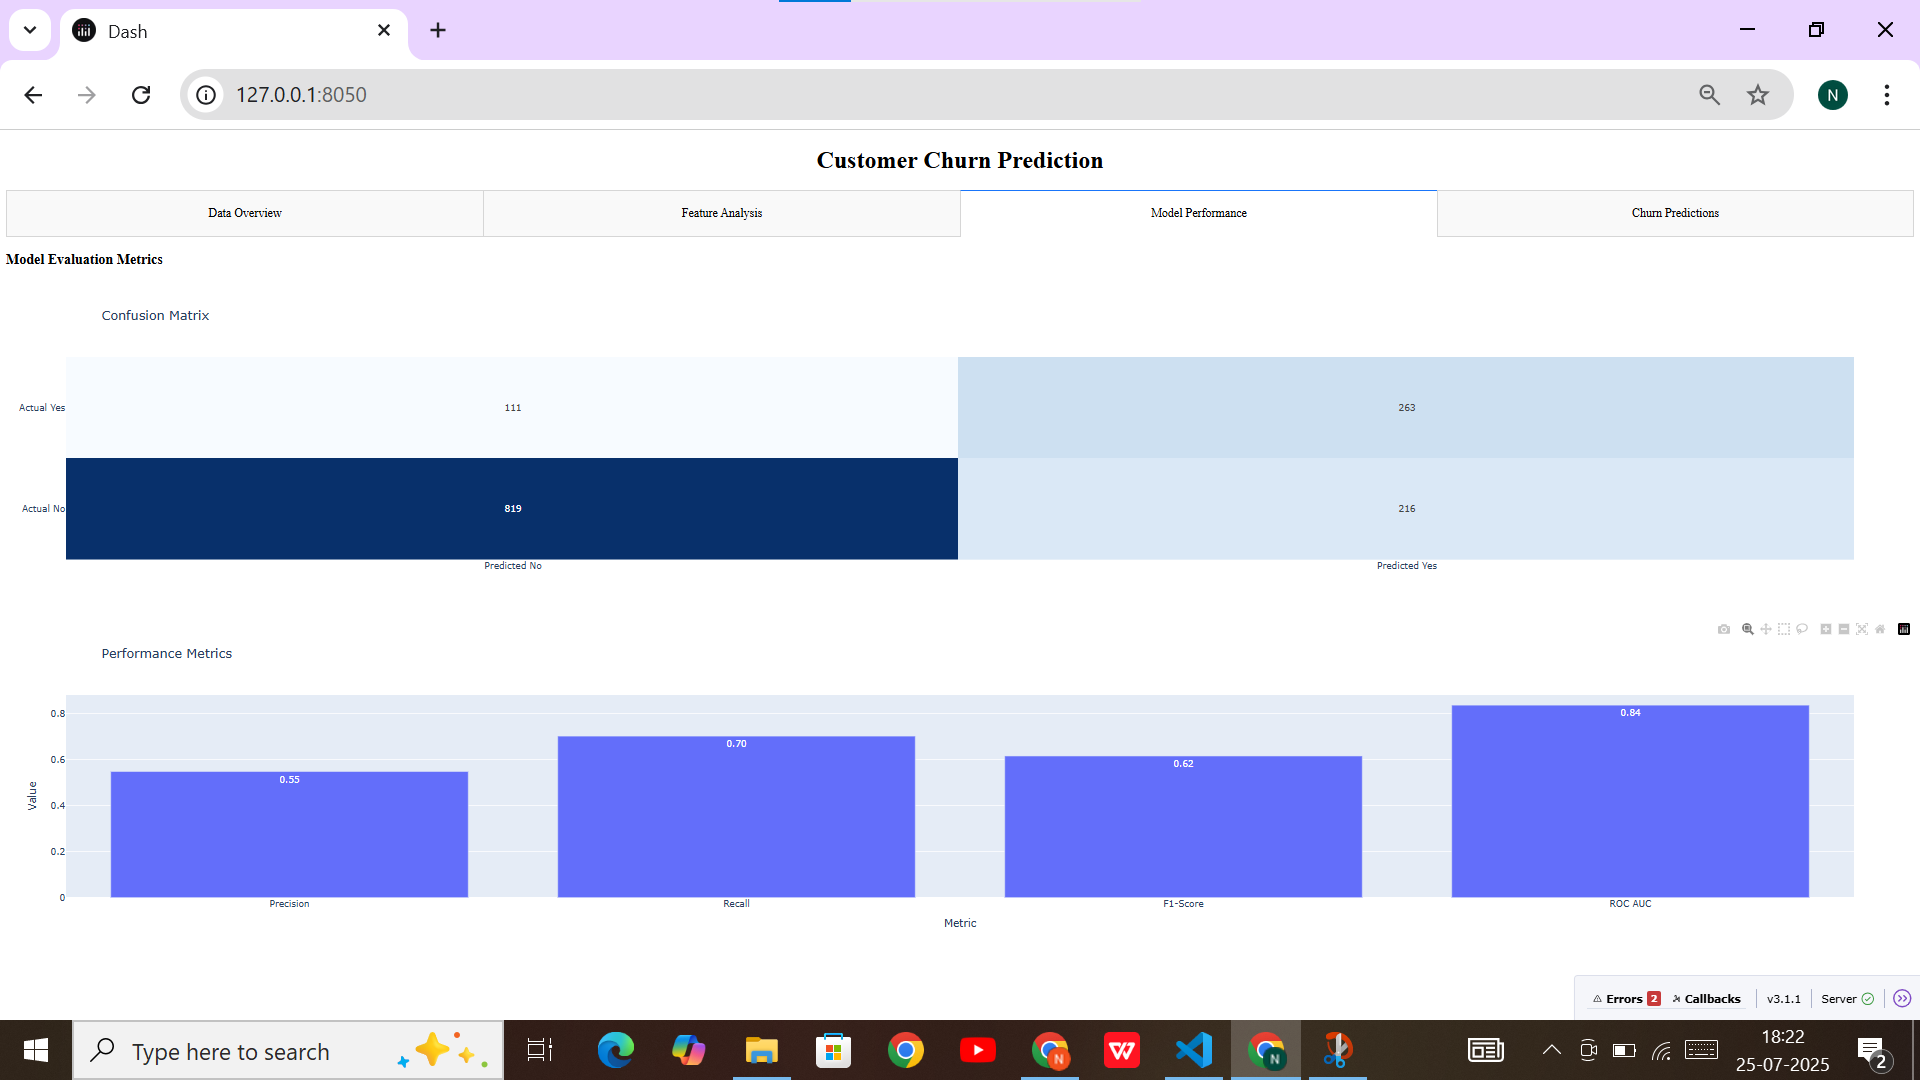 Dash
127.0.0.1:8050
N
Customer Churn Prediction
Data Overview
Feature Analysis
Model Performance
Churn Predictions
Model Evaluation Metrics
Confusion Matrix
Actual Yes
111
263
Actual No
819
216
Predicted No
Predicted Yes
Performance Metrics
0.8
0.6
0.4
0.2
0
Value
0.55
0.70
0.62
0.84
Precision
Recall
F1-Score
ROC AUC
Metric
Errors 2 Callbacks v3.1.1 Server
Type here to search
N
W
N
18:22
25-07-2025
2